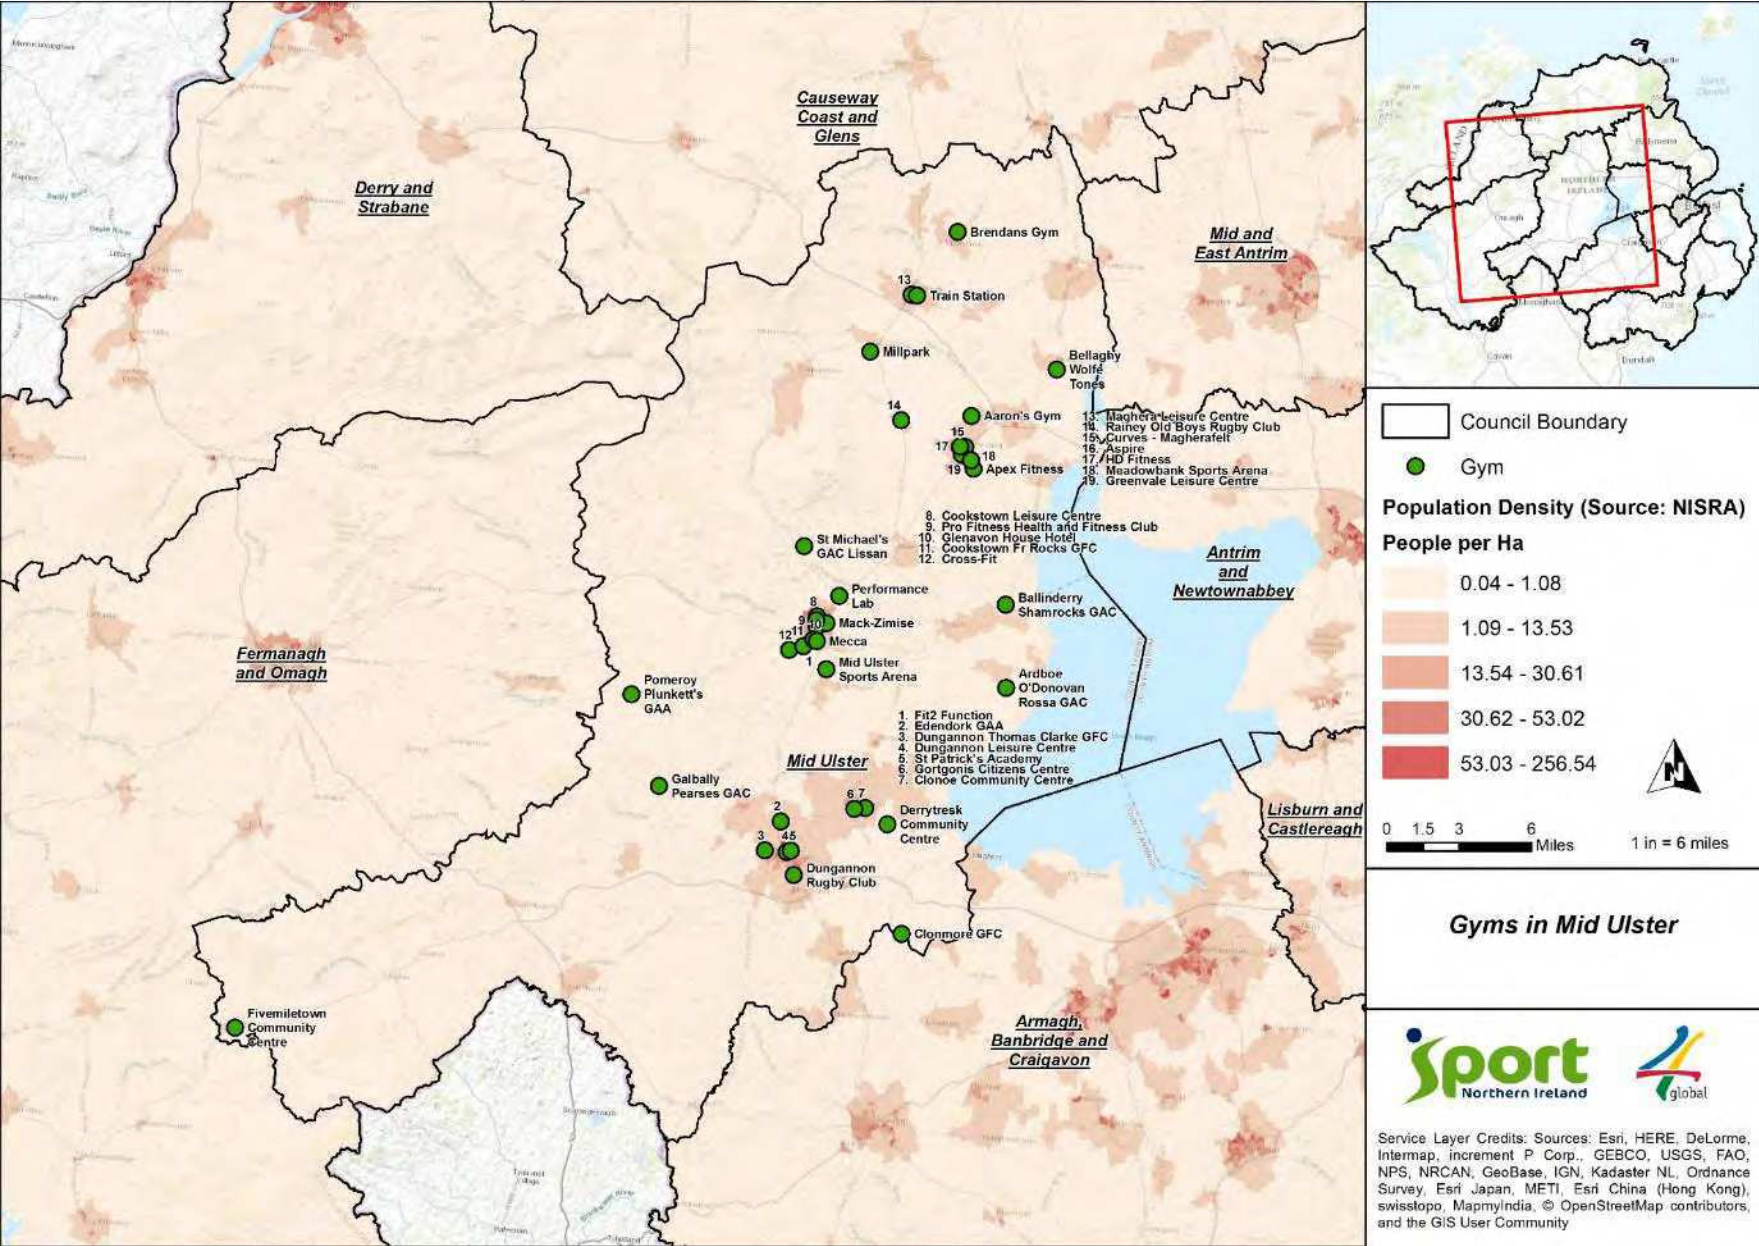 Causeway
Coast and
Glens
Derry and
Strabane
Mid and
East Antrim
Brendans Gym
13
Train Station
Millpark
Bellaghy
Wolfe
Tones
14
Aaron's Gym
15
17
18
19
Apex Fitness
13. Maghera Leisure Centre
14. Rainey Old Boys Rugby Club
15. Curves - Magherafelt
16. Aspire
17. HD Fitness
18. Meadowbank Sports Arena
19. Greenvale Leisure Centre
8. Cookstown Leisure Centre
9. Pro Fitness Health and Fitness Club
10. Glenavon House Hotel
11. Cookstown Fr Rocks GFC
12. Cross-Fit
St Michael's
GAC Lissan
Antrim
and
Newtownabbey
Performance
Lab
8
9
10
Mack-Zimise
12
11
Mecca
1
Mid Ulster
Sports Arena
Ballinderry
Shamrocks GAC
Fermanagh
and Omagh
Pomeroy
Plunkett's
GAA
Ardboe
O'Donovan
Rossa GAC
1. Fit2 Function
2. Edendork GAA
3. Dungannon Thomas Clarke GFC
4. Dungannon Leisure Centre
5. St Patrick's Academy
6. Gortgonis Citizens Centre
7. Clonoe Community Centre
Mid Ulster
Galbally
Pearses GAC
6 7
2
Derrytresk
Community
Centre
3
45
Dungannon
Rugby Club
Lisburn and
Castlereagh
Clonmore GFC
Fivemiletown
Community
Centre
Armagh,
Banbridge and
Craigavon
Council Boundary
Gym
Population Density (Source: NISRA)
People per Ha
0.04 - 1.08
1.09 - 13.53
13.54 - 30.61
30.62 - 53.02
53.03 - 256.54
N
0 1.5 3 6
Miles
1 in = 6 miles
Gyms in Mid Ulster
Sport
Northern Ireland
4
global
Service Layer Credits: Sources: Esri, HERE, DeLorme,
Intermap, increment P Corp., GEBCO, USGS, FAO,
NPS, NRCAN, GeoBase, IGN, Kadaster NL, Ordnance
Survey, Esri Japan, METI, Esri China (Hong Kong),
swisstopo, MapmyIndia, © OpenStreetMap contributors,
and the GIS User Community